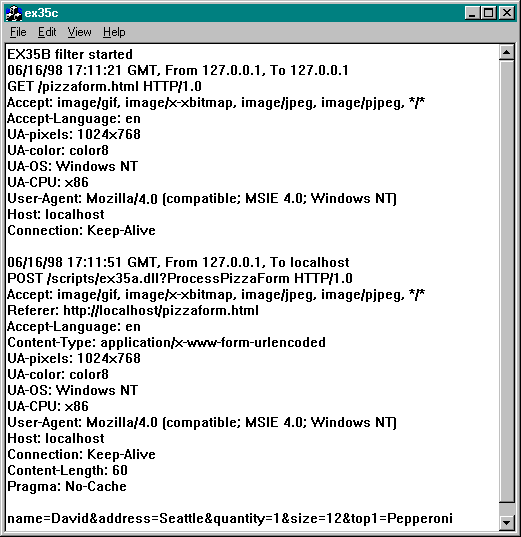 ex35c
File Edit View Help
EX35B filter started
06/16/98 17:11:21 GMT, From 127.0.0.1, To 127.0.0.1
GET /pizzaform.html HTTP/1.0
Accept: image/gif, image/x-xbitmap, image/jpeg, image/pjpeg, */*
Accept-Language: en
UA-pixels: 1024x768
UA-color: color8
UA-OS: Windows NT
UA-CPU: x86
User-Agent: Mozilla/4.0 (compatible; MSIE 4.0; Windows NT)
Host: localhost
Connection: Keep-Alive
06/16/98 17:11:51 GMT, From 127.0.0.1, To localhost
POST /scripts/ex35a.dll?ProcessPizzaForm HTTP/1.0
Accept: image/gif, image/x-xbitmap, image/jpeg, image/pjpeg, */*
Referer: http://localhost/pizzaform.html
Accept-Language: en
Content-Type: application/x-www-form-urlencoded
UA-pixels: 1024x768
UA-color: color8
UA-OS: Windows NT
UA-CPU: x86
User-Agent: Mozilla/4.0 (compatible; MSIE 4.0; Windows NT)
Host: localhost
Connection: Keep-Alive
Content-Length: 60
Pragma: No-Cache
name=David&address=Seattle&quantity=1&size=12&top1=Pepperoni